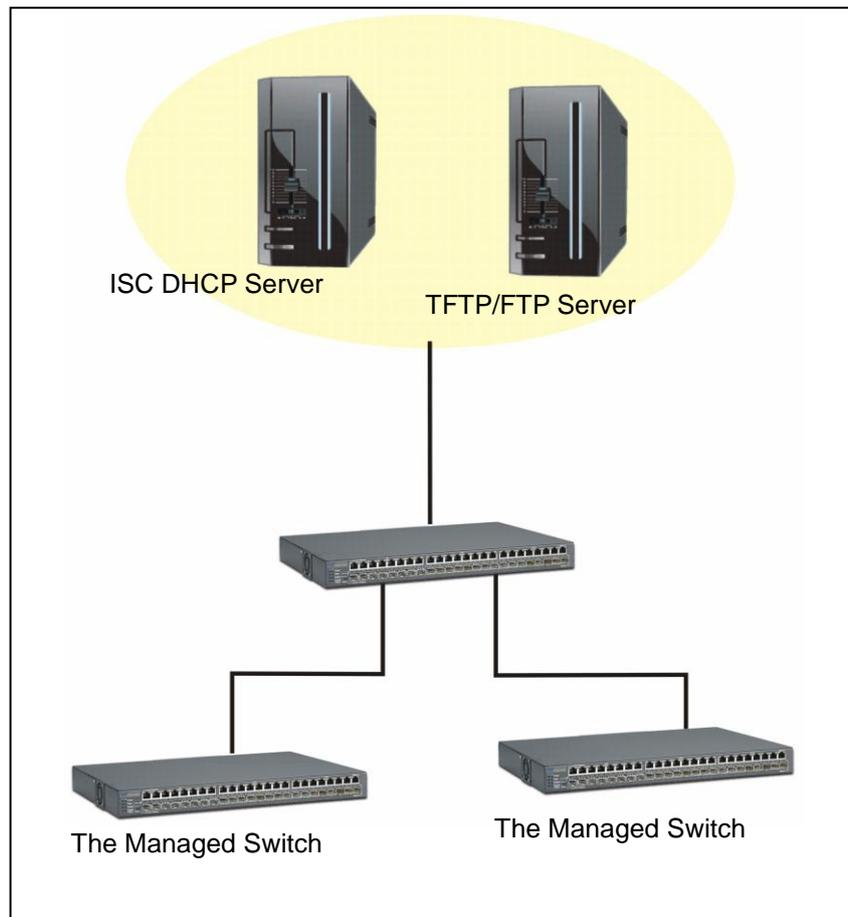 ISC DHCP Server
TFTP/FTP Server
The Managed Switch
The Managed Switch